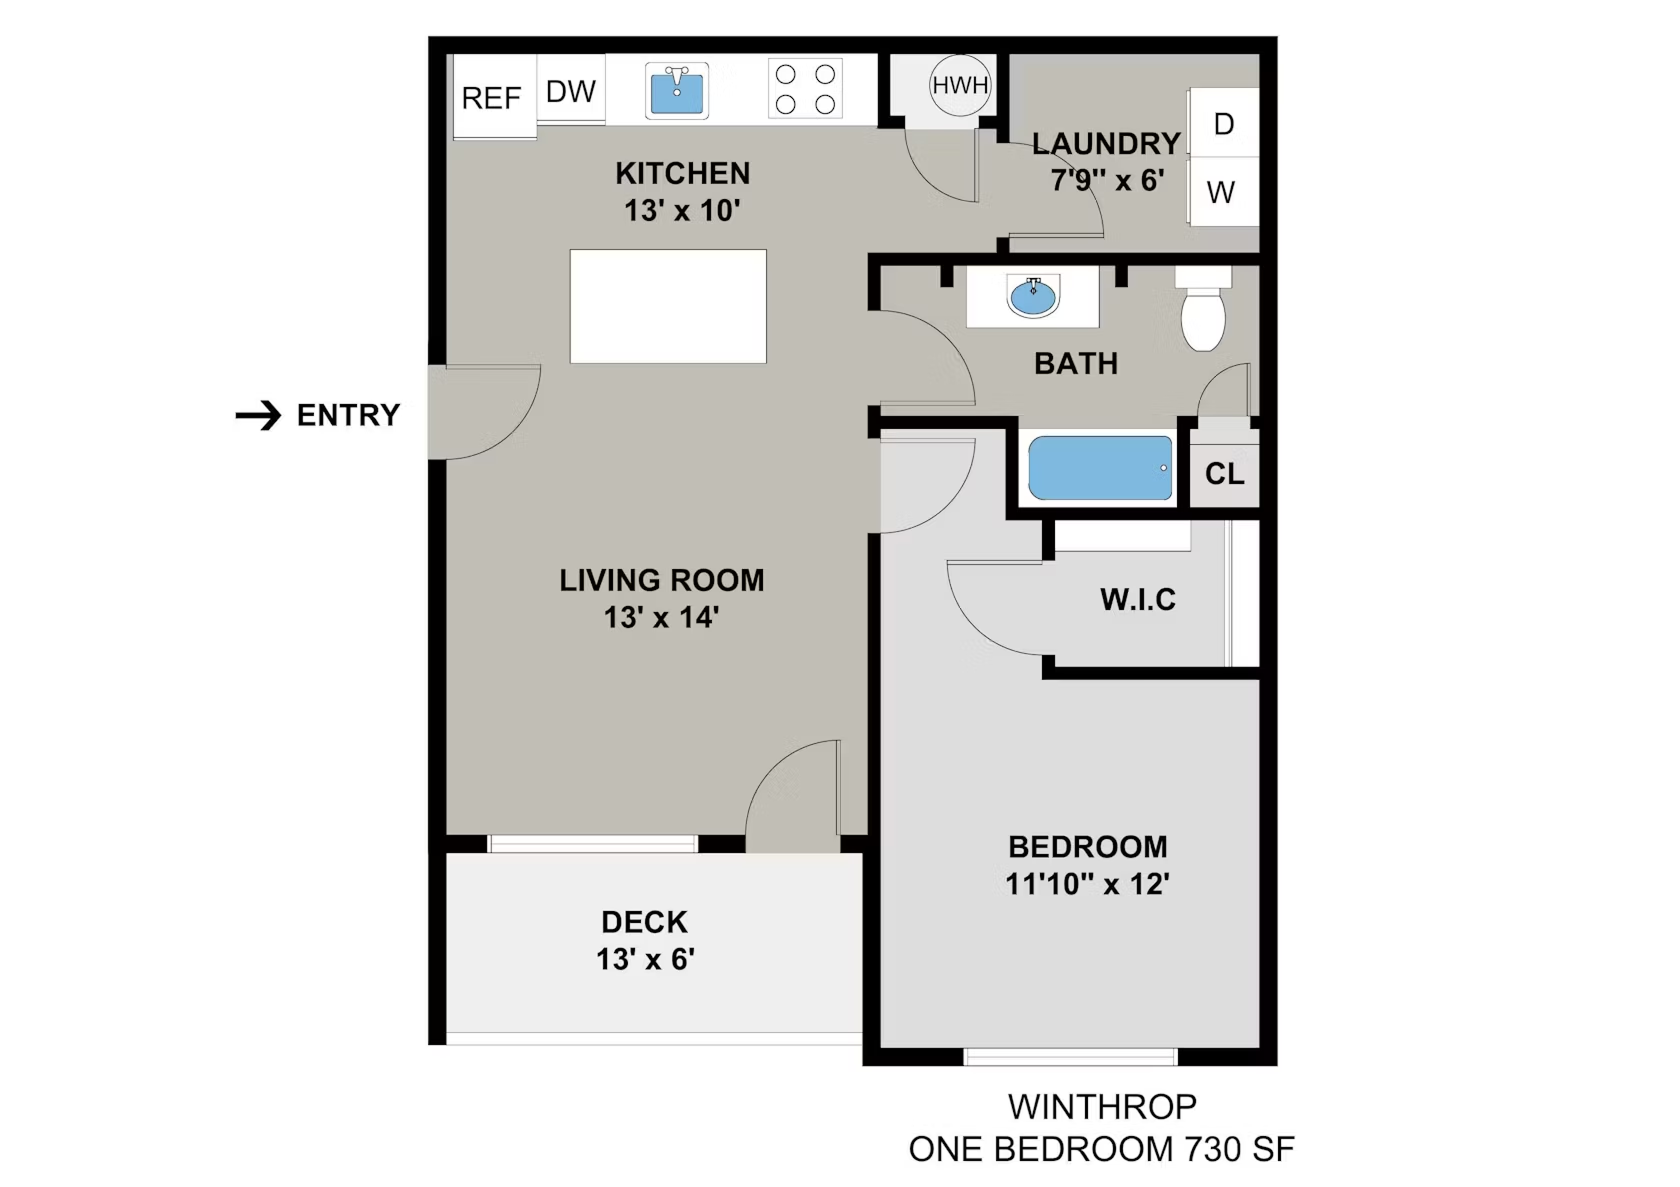 REF
DW
HWH
KITCHEN
13' x 10'
LAUNDRY
7'9" x 6'
D
W
BATH
ENTRY
CL
LIVING ROOM
13' x 14'
W.I.C
BEDROOM
11'10" x 12'
DECK
13' x 6'
WINTHROP
ONE BEDROOM 730 SF